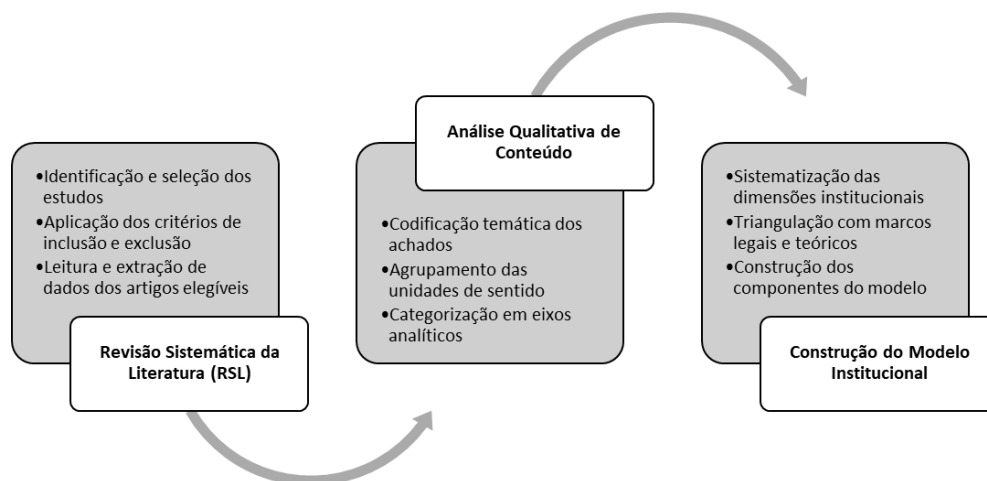 •Identificação e seleção dos
estudos
•Aplicação dos critérios de
inclusão e exclusão
•Leitura e extração de
dados dos artigos elegíveis
Revisão Sistemática da
Literatura (RSL)
Análise Qualitativa de
Conteúdo
•Codificação temática dos
achados
•Agrupamento das
unidades de sentido
•Categorização em eixos
analíticos
•Sistematização das
dimensões institucionais
•Triangulação com marcos
legais e teóricos
•Construção dos
componentes do modelo
Construção do Modelo
Institucional